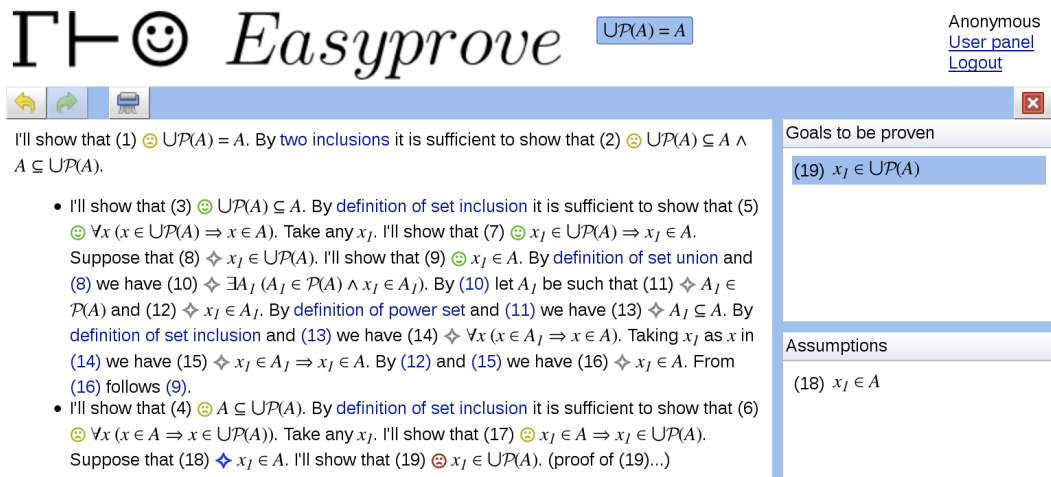 Γ⊢☺ Easyprove
⋃𝒫(A) = A
Anonymous
User panel
Logout
I'll show that (1) ☹ ⋃𝒫(A) = A. By two inclusions it is sufficient to show that (2) ☹ ⋃𝒫(A) ⊆ A ∧
A ⊆ ⋃𝒫(A).
• I'll show that (3) ☺ ⋃𝒫(A) ⊆ A. By definition of set inclusion it is sufficient to show that (5)
☺ ∀x (x ∈ ⋃𝒫(A) ⇒ x ∈ A). Take any x₁. I'll show that (7) ☺ x₁ ∈ ⋃𝒫(A) ⇒ x₁ ∈ A.
Suppose that (8) ✧ x₁ ∈ ⋃𝒫(A). I'll show that (9) ☺ x₁ ∈ A. By definition of set union and
(8) we have (10) ✧ ∃A₁ (A₁ ∈ 𝒫(A) ∧ x₁ ∈ A₁). By (10) let A₁ be such that (11) ✧ A₁ ∈
𝒫(A) and (12) ✧ x₁ ∈ A₁. By definition of power set and (11) we have (13) ✧ A₁ ⊆ A. By
definition of set inclusion and (13) we have (14) ✧ ∀x (x ∈ A₁ ⇒ x ∈ A). Taking x₁ as x in
(14) we have (15) ✧ x₁ ∈ A₁ ⇒ x₁ ∈ A. By (12) and (15) we have (16) ✧ x₁ ∈ A. From
(16) follows (9).
• I'll show that (4) ☹ A ⊆ ⋃𝒫(A). By definition of set inclusion it is sufficient to show that (6)
☹ ∀x (x ∈ A ⇒ x ∈ ⋃𝒫(A)). Take any x₁. I'll show that (17) ☹ x₁ ∈ A ⇒ x₁ ∈ ⋃𝒫(A).
Suppose that (18) ✧ x₁ ∈ A. I'll show that (19) ☹ x₁ ∈ ⋃𝒫(A). (proof of (19)...)
Goals to be proven
(19) x₁ ∈ ⋃𝒫(A)
Assumptions
(18) x₁ ∈ A